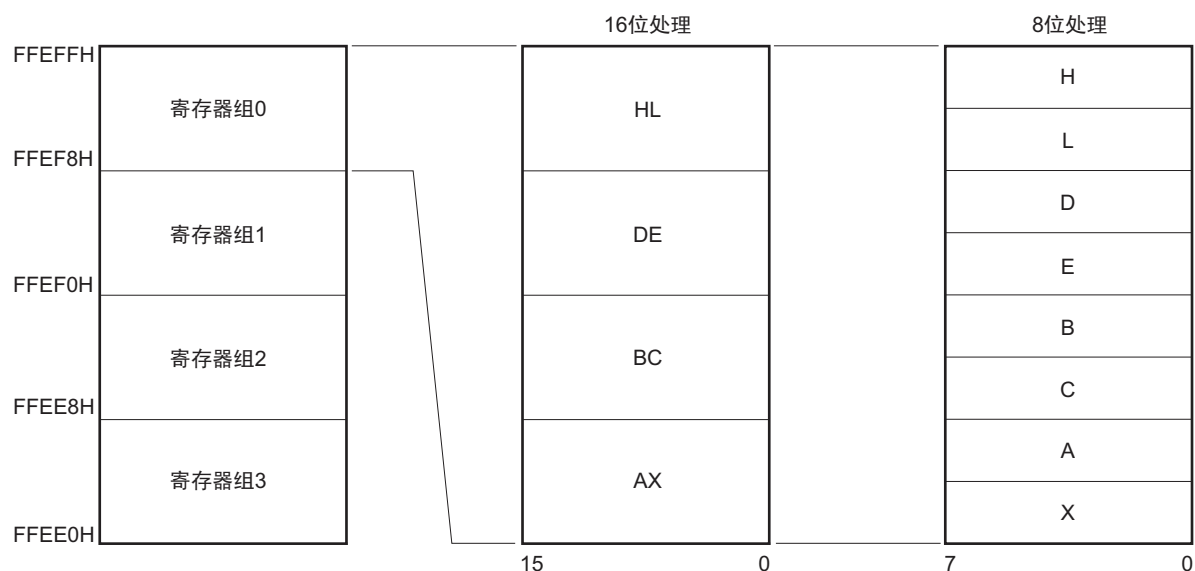 16位处理
8位处理
FFEFFH
寄存器组0
HL
H
L
FFEF8H
寄存器组1
DE
D
E
FFEF0H
寄存器组2
BC
B
C
FFEE8H
寄存器组3
AX
A
X
FFEE0H
15 0 7 0